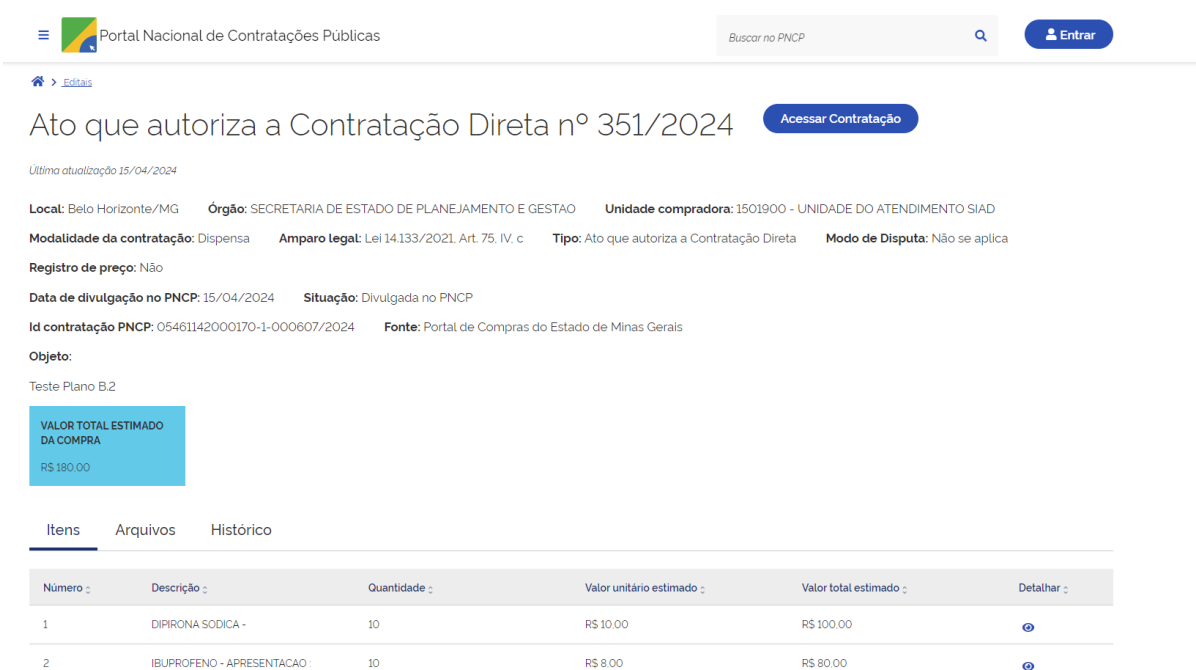 Portal Nacional de Contratações Públicas
Buscar no PNCP
Entrar
Editais
Ato que autoriza a Contratação Direta nº 351/2024 Acessar Contratação
Última atualização 15/04/2024
Local: Belo Horizonte/MG Órgão: SECRETARIA DE ESTADO DE PLANEJAMENTO E GESTAO Unidade compradora: 1501900 - UNIDADE DO ATENDIMENTO SIAD
Modalidade da contratação: Dispensa Amparo legal: Lei 14.133/2021, Art. 75, IV, c Tipo: Ato que autoriza a Contratação Direta Modo de Disputa: Não se aplica
Registro de preço: Não
Data de divulgação no PNCP: 15/04/2024 Situação: Divulgada no PNCP
Id contratação PNCP: 05461142000170-1-000607/2024 Fonte: Portal de Compras do Estado de Minas Gerais
Objeto:
Teste Plano B.2
VALOR TOTAL ESTIMADO
DA COMPRA
R$ 180,00
Itens Arquivos Histórico
Número Descrição Quantidade Valor unitário estimado Valor total estimado Detalhar
1 DIPIRONA SODICA - 10 R$ 10,00 R$ 100,00
2 IBUPROFENO - APRESENTACAO : 10 R$ 8,00 R$ 80,00